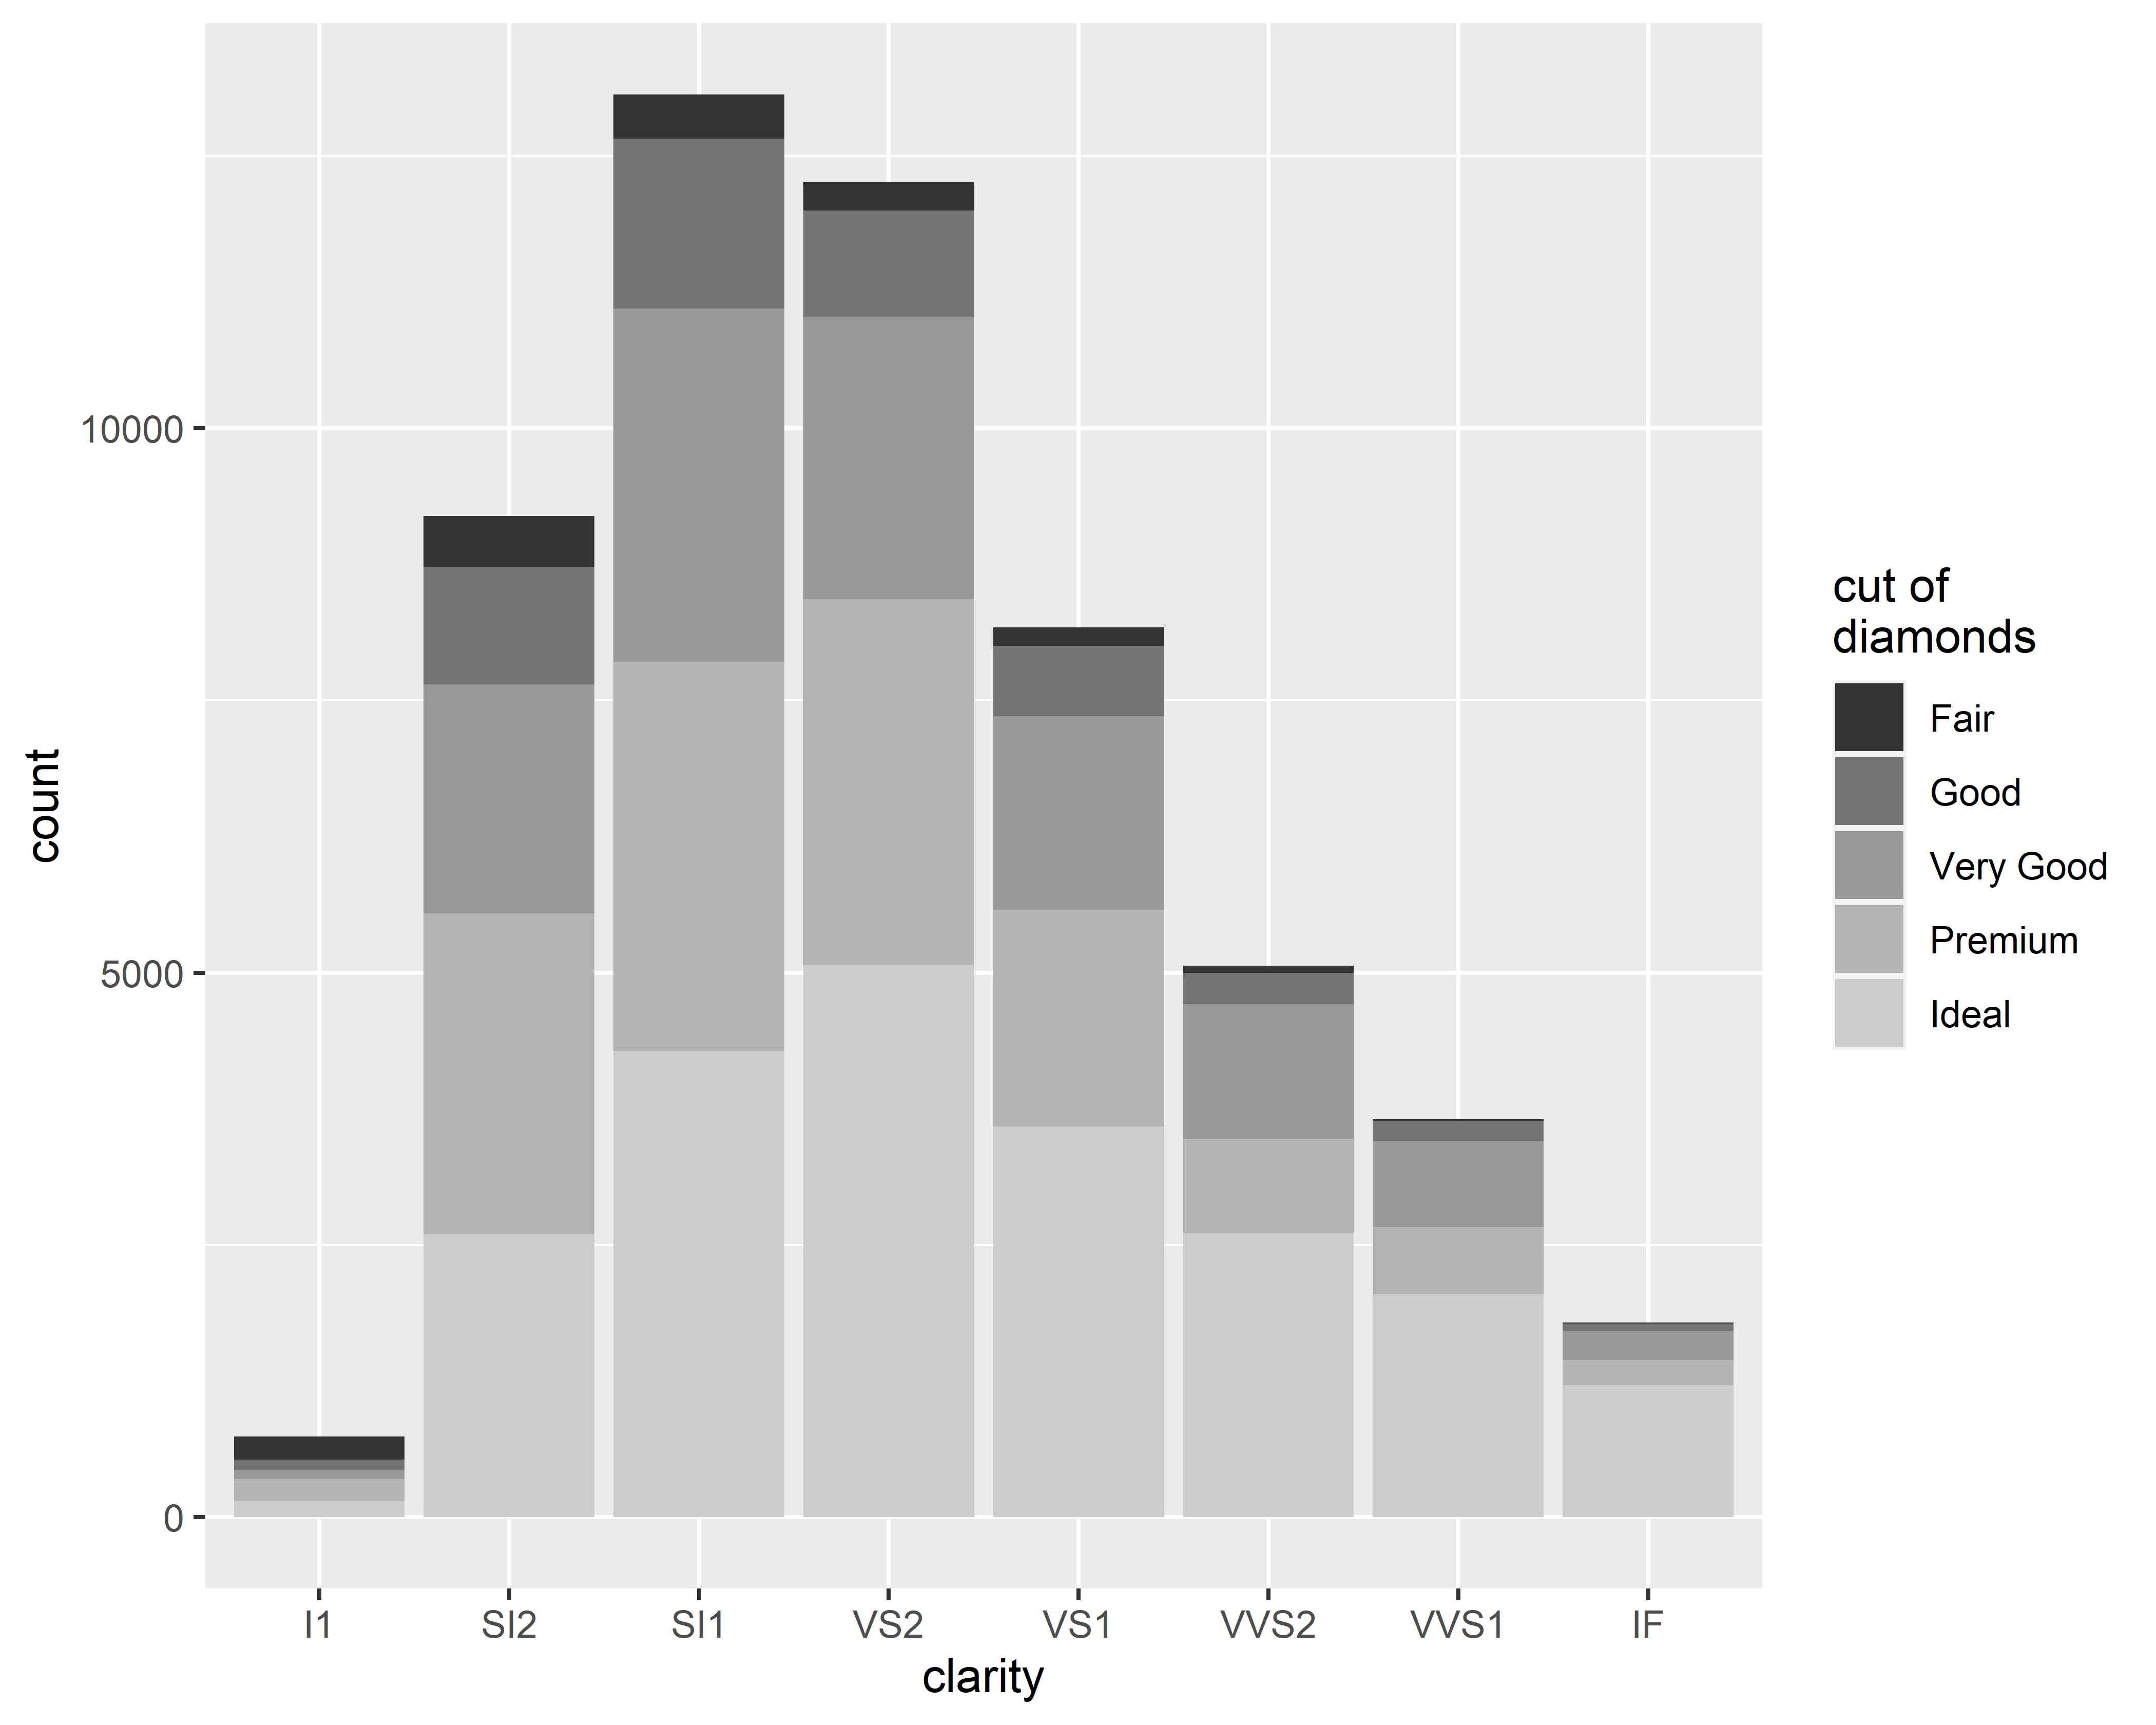 count
10000
5000
0
I1
SI2
SI1
VS2
VS1
VVS2
VVS1
IF
clarity
cut of
diamonds
Fair
Good
Very Good
Premium
Ideal